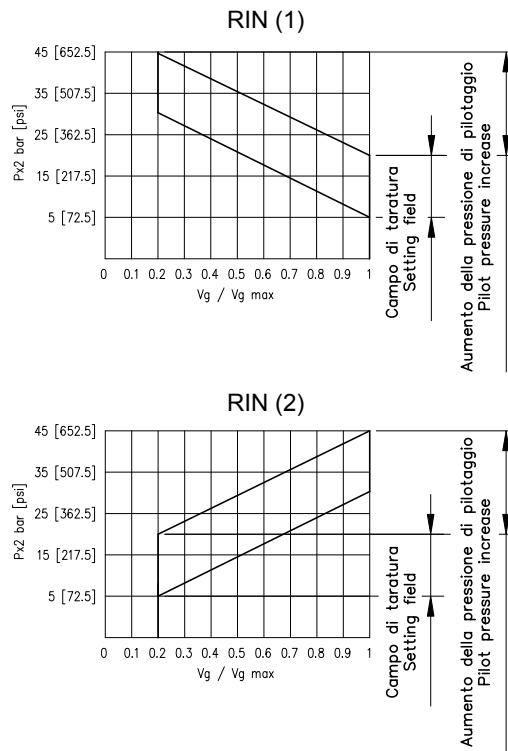 RIN (1)
45 [652.5]
35 [507.5]
25 [362.5]
15 [217.5]
5 [72.5]
Px2 bar [psi]
0 0.1 0.2 0.3 0.4 0.5 0.6 0.7 0.8 0.9 1
Vg / Vg max
Campo di taratura
Setting field
Aumento della pressione di pilotaggio
Pilot pressure increase
RIN (2)
45 [652.5]
35 [507.5]
25 [362.5]
15 [217.5]
5 [72.5]
Px2 bar [psi]
0 0.1 0.2 0.3 0.4 0.5 0.6 0.7 0.8 0.9 1
Vg / Vg max
Campo di taratura
Setting field
Aumento della pressione di pilotaggio
Pilot pressure increase